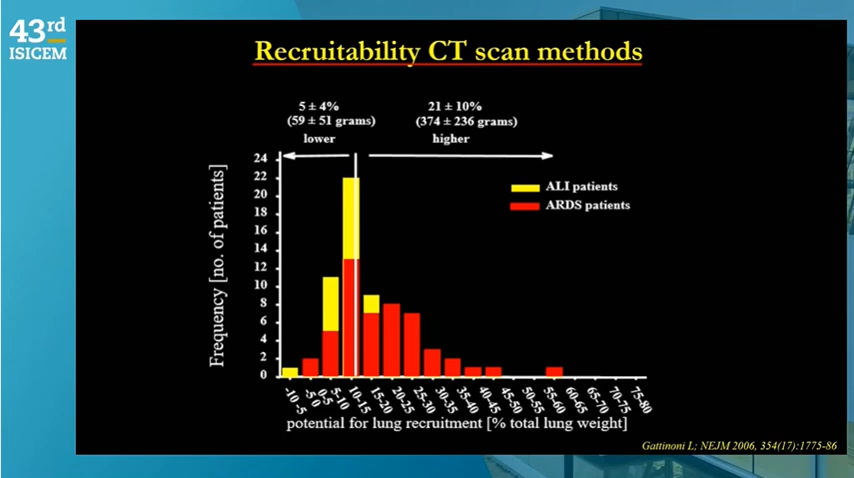 43rd
ISICEM
Recruitability CT scan methods
5 ± 4%
(59 ± 51 grams)
lower
21 ± 10%
(374 ± 236 grams)
higher
ALI patients
ARDS patients
Frequency [no. of patients]
24
22
20
18
16
14
12
10
8
6
4
2
0
-10 -5
-5 0
0-5
5-10
10-15
15-20
20-25
25-30
30-35
35-40
40-45
45-50
50-55
55-60
60-65
65-70
70-75
75-80
potential for lung recruitment [% total lung weight]
Gattinoni L; NEJM 2006, 354(17):1775-86